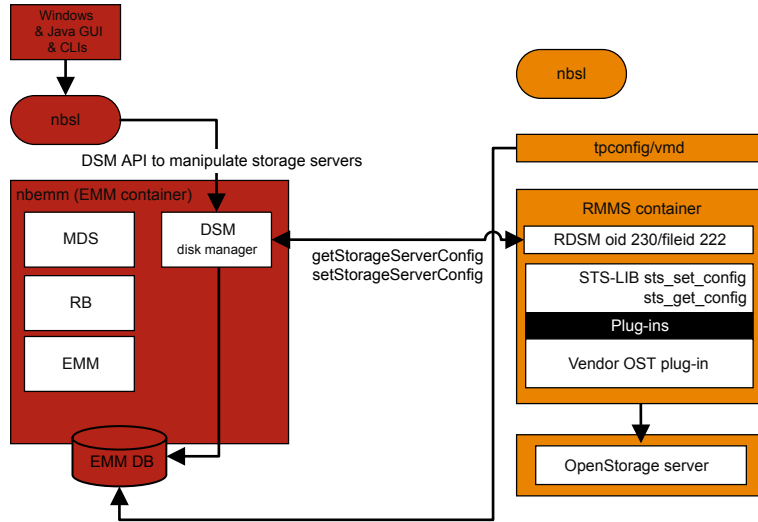 Windows
& Java GUI
& CLIs
nbsl
nbsl
DSM API to manipulate storage servers
tpconfig/vmd
nbemm (EMM container)
MDS
RB
EMM
DSM
disk manager
getStorageServerConfig
setStorageServerConfig
EMM DB
RMMS container
RDSM oid 230/fileid 222
STS-LIB sts_set_config
sts_get_config
Plug-ins
Vendor OST plug-in
OpenStorage server